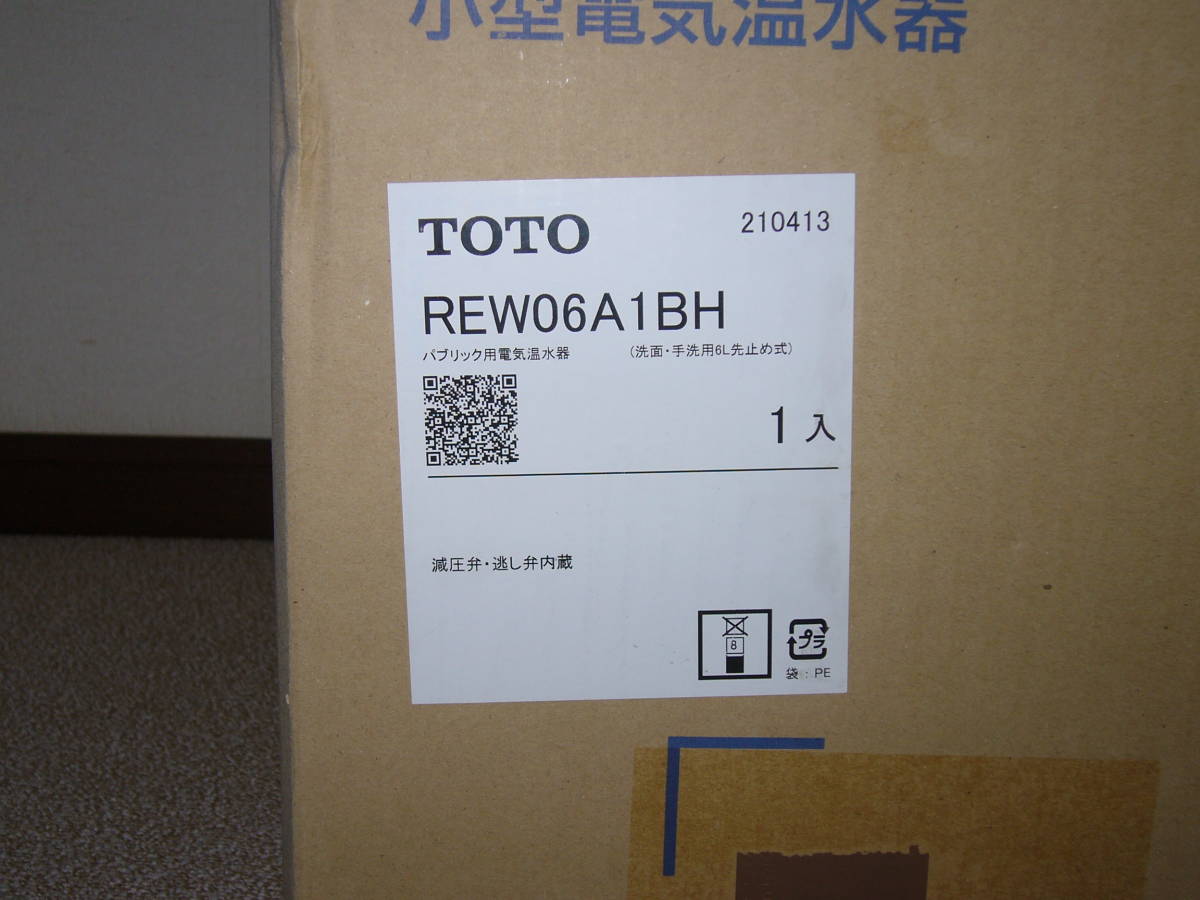 小型電気温水器
TOTO 210413
REW06A1BH
パブリック用電気温水器 (洗面・手洗用6L先止め式)
1入
減圧弁・逃し弁内蔵
8
プラ
袋:PE